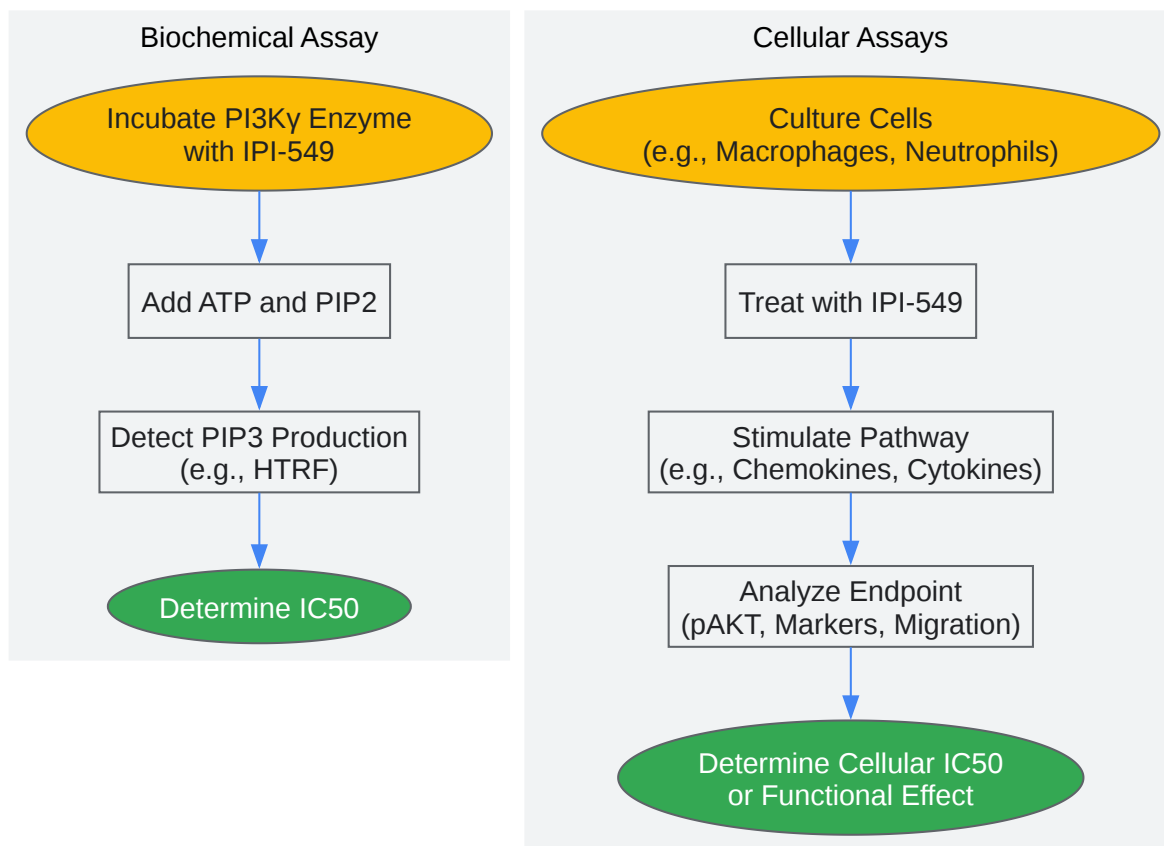 Biochemical Assay
Incubate PI3Kγ Enzyme
with IPI-549
Add ATP and PIP2
Detect PIP3 Production
(e.g., HTRF)
Determine IC50
Cellular Assays
Culture Cells
(e.g., Macrophages, Neutrophils)
Treat with IPI-549
Stimulate Pathway
(e.g., Chemokines, Cytokines)
Analyze Endpoint
(pAKT, Markers, Migration)
Determine Cellular IC50
or Functional Effect